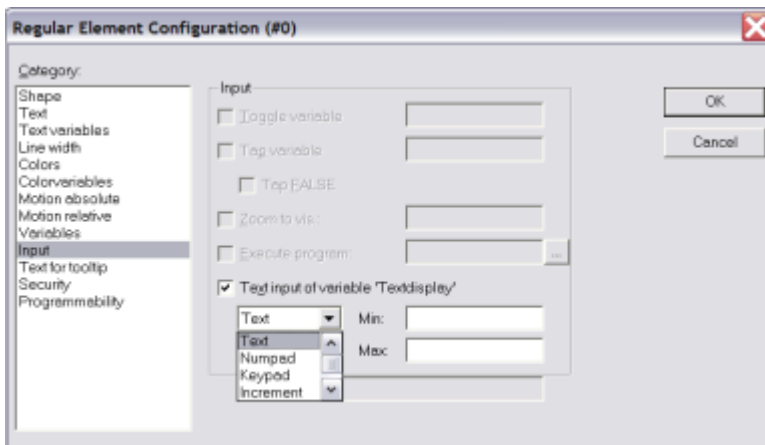 Regular Element Configuration (#0)
Category:
Shape
Text
Text variables
Line width
Colors
Colorvariables
Motion absolute
Motion relative
Variables
Input
Text for tooltip
Security
Programmability
Input
Toggle variable
Tap variable
Tap FALSE
Zoom to vis.:
Execute program:
...
Text input of variable 'Textdisplay'
Text
Min:
Text
Numpad
Keypad
Increment
Max:
OK
Cancel